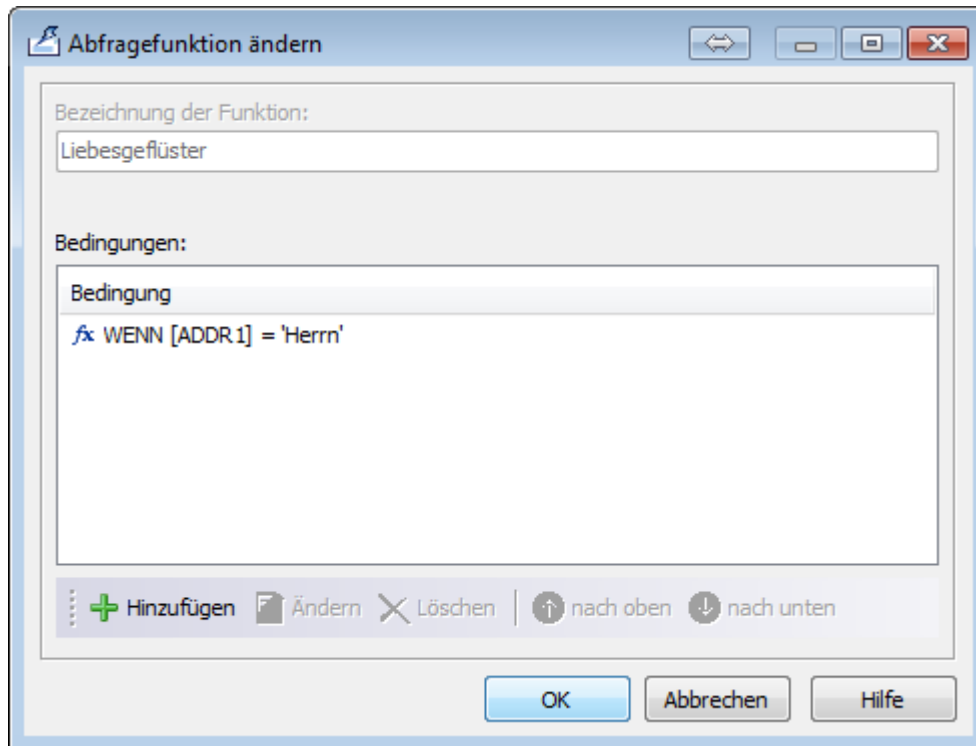 Abfragefunktion ändern
Bezeichnung der Funktion:
Liebesgeflüster
Bedingungen:
Bedingung
fx WENN [ADDR1] = 'Herrn'
Hinzufügen Ändern Löschen nach oben nach unten
OK Abbrechen Hilfe